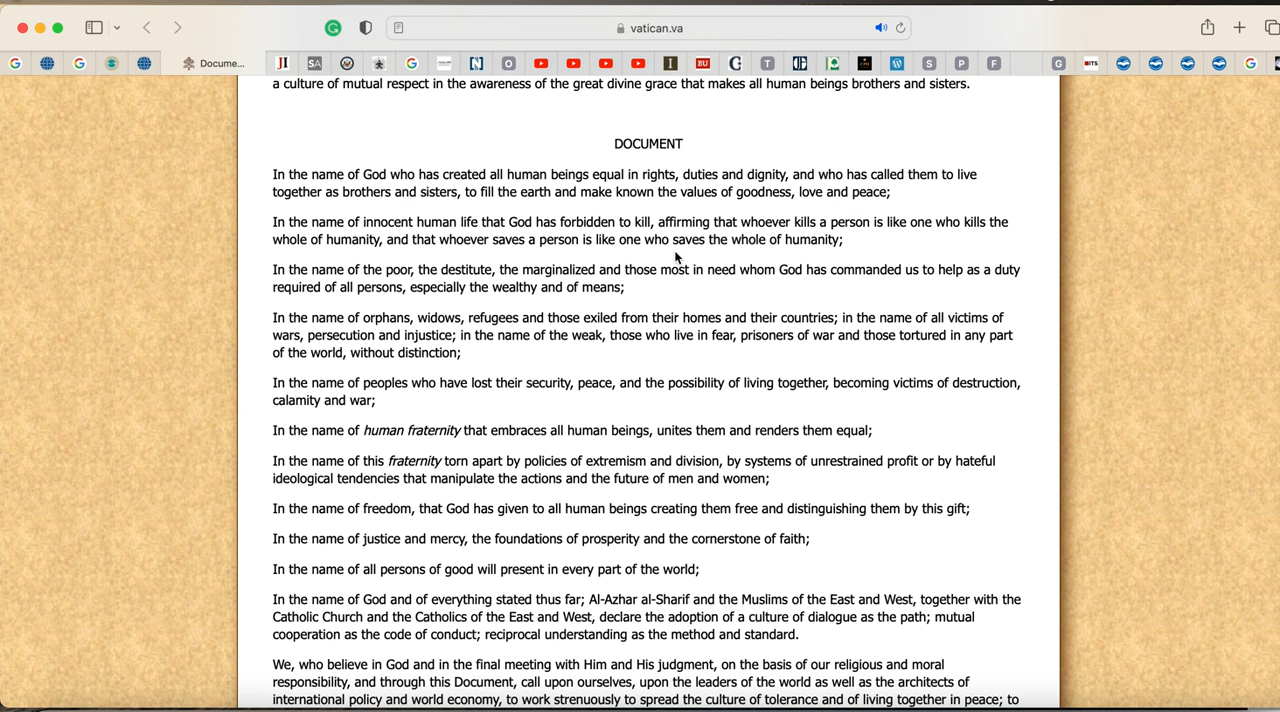 vatican.va
Docume...
JI
SA
N
O
I
BU
G
T
S
P
F
G
BITS
a culture of mutual respect in the awareness of the great divine grace that makes all human beings brothers and sisters.
DOCUMENT
In the name of God who has created all human beings equal in rights, duties and dignity, and who has called them to live
together as brothers and sisters, to fill the earth and make known the values of goodness, love and peace;
In the name of innocent human life that God has forbidden to kill, affirming that whoever kills a person is like one who kills the
whole of humanity, and that whoever saves a person is like one who saves the whole of humanity;
In the name of the poor, the destitute, the marginalized and those most in need whom God has commanded us to help as a duty
required of all persons, especially the wealthy and of means;
In the name of orphans, widows, refugees and those exiled from their homes and their countries; in the name of all victims of
wars, persecution and injustice; in the name of the weak, those who live in fear, prisoners of war and those tortured in any part
of the world, without distinction;
In the name of peoples who have lost their security, peace, and the possibility of living together, becoming victims of destruction,
calamity and war;
In the name of human fraternity that embraces all human beings, unites them and renders them equal;
In the name of this fraternity torn apart by policies of extremism and division, by systems of unrestrained profit or by hateful
ideological tendencies that manipulate the actions and the future of men and women;
In the name of freedom, that God has given to all human beings creating them free and distinguishing them by this gift;
In the name of justice and mercy, the foundations of prosperity and the cornerstone of faith;
In the name of all persons of good will present in every part of the world;
In the name of God and of everything stated thus far; Al-Azhar al-Sharif and the Muslims of the East and West, together with the
Catholic Church and the Catholics of the East and West, declare the adoption of a culture of dialogue as the path; mutual
cooperation as the code of conduct; reciprocal understanding as the method and standard.
We, who believe in God and in the final meeting with Him and His judgment, on the basis of our religious and moral
responsibility, and through this Document, call upon ourselves, upon the leaders of the world as well as the architects of
international policy and world economy, to work strenuously to spread the culture of tolerance and of living together in peace; to